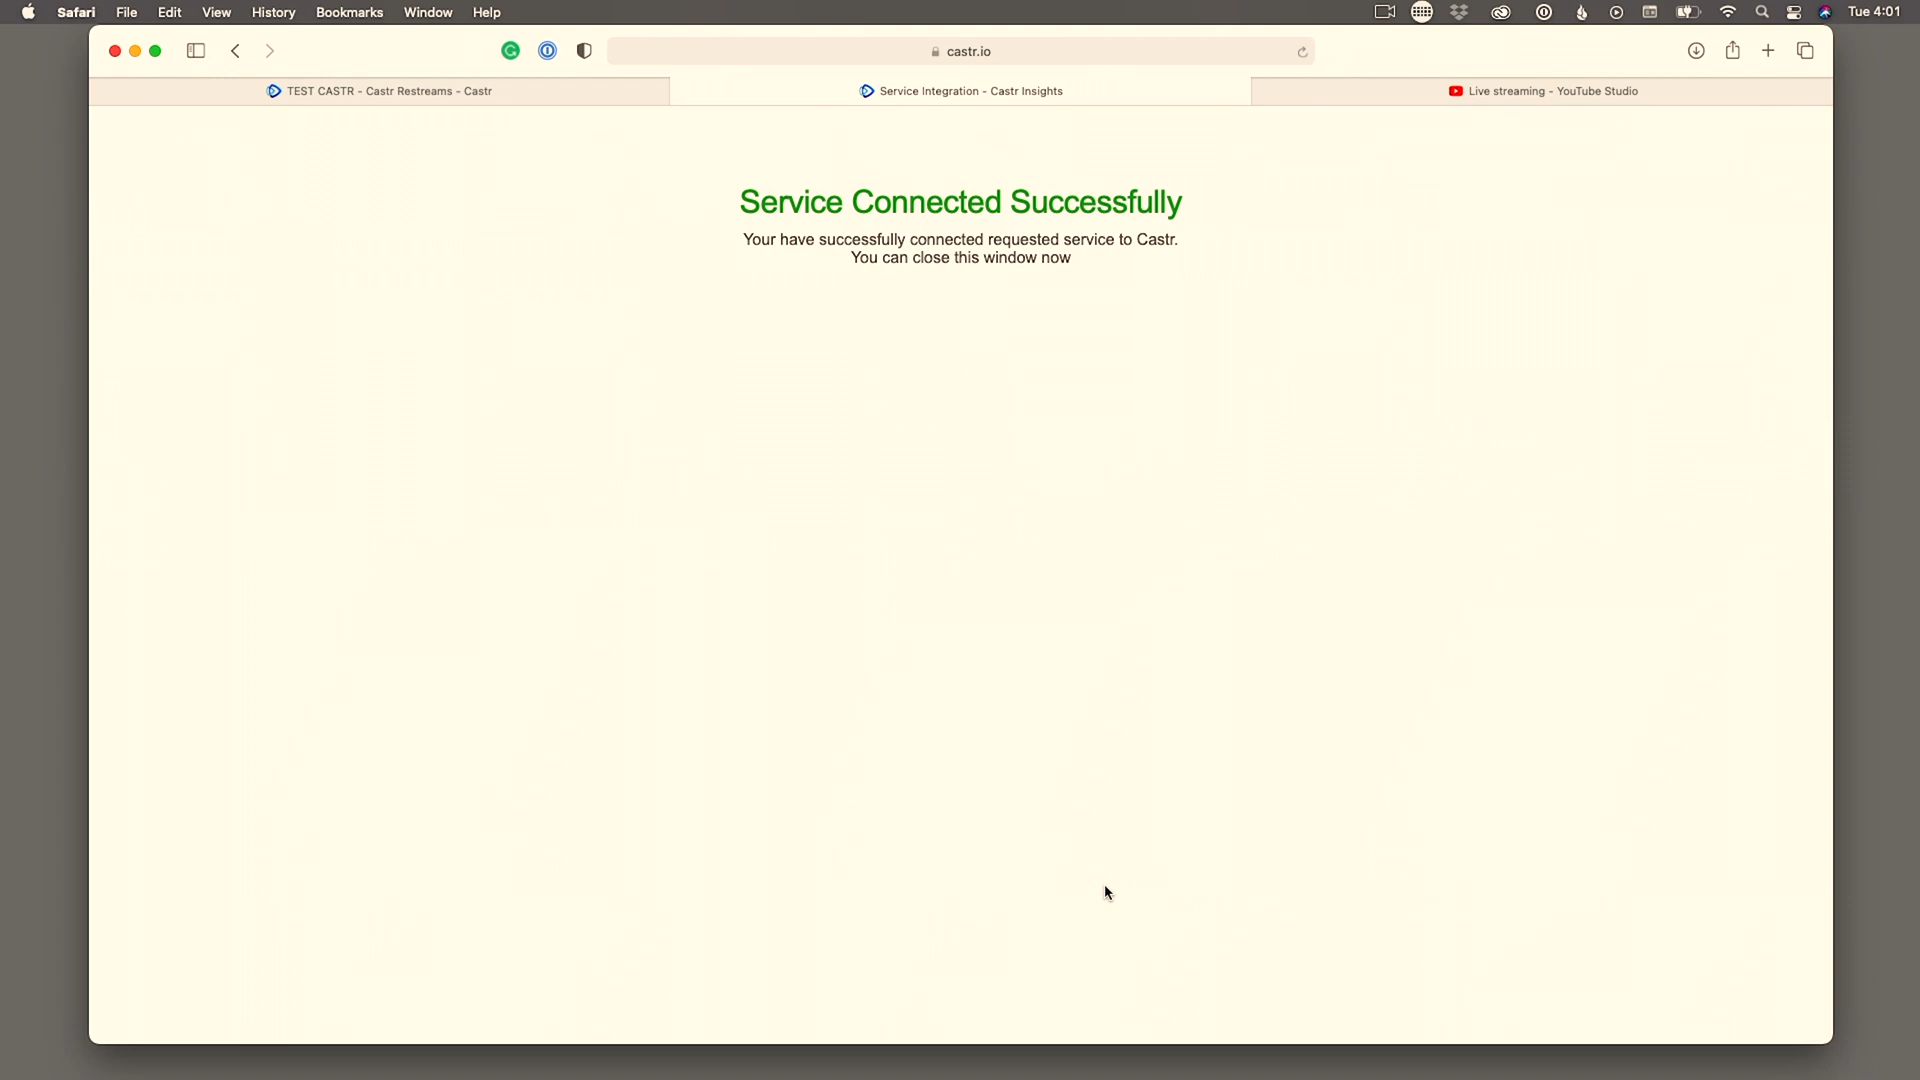 Safari File Edit View History Bookmarks Window Help Tue 4:01
castr.io
TEST CASTR - Castr Restreams - Castr
Service Integration - Castr Insights
Live streaming - YouTube Studio
Service Connected Successfully
Your have successfully connected requested service to Castr.
You can close this window now